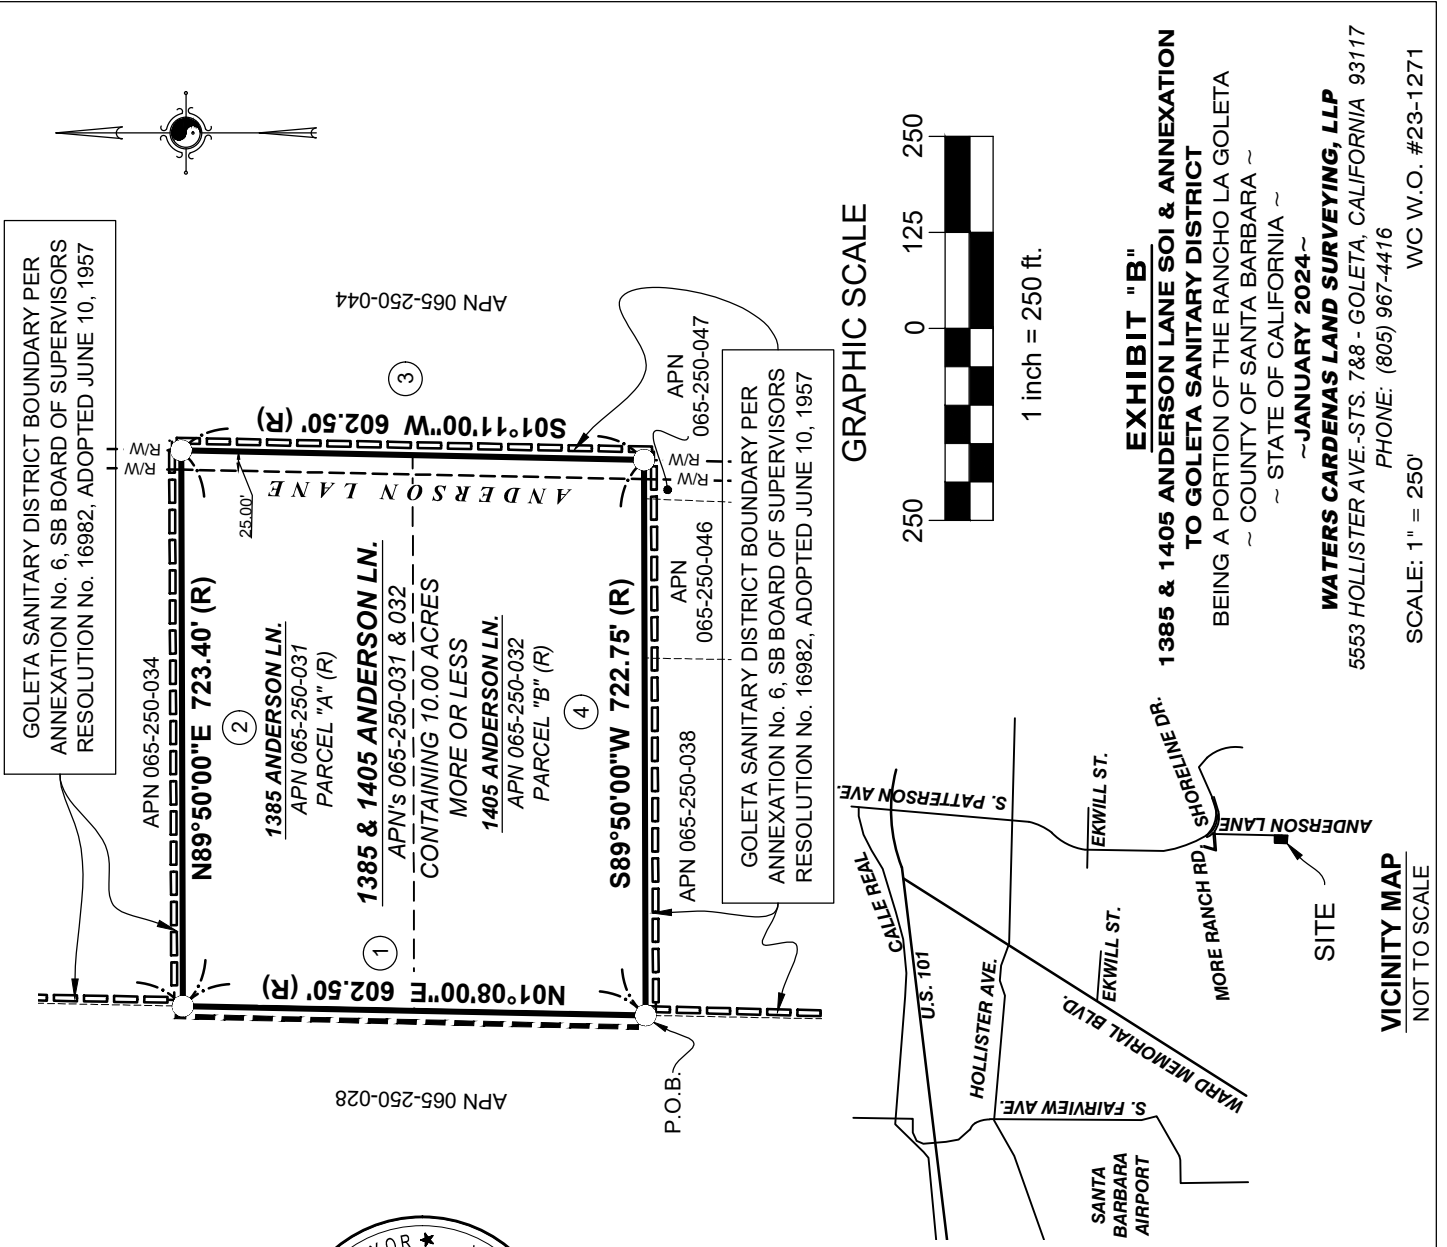 GOLETA SANITARY DISTRICT BOUNDARY PER
ANNEXATION No. 6, SB BOARD OF SUPERVISORS
RESOLUTION No. 16982, ADOPTED JUNE 10, 1957
APN 065-250-034
N89°50'00"E 723.40' (R)
2
1385 ANDERSON LN.
APN 065-250-031
PARCEL "A" (R)
1385 & 1405 ANDERSON LN.
APN's 065-250-031 & 032
CONTAINING 10.00 ACRES
MORE OR LESS
1405 ANDERSON LN.
APN 065-250-032
PARCEL "B" (R)
4
S89°50'00"W 722.75' (R)
1
N01°08'00"E 602.50' (R)
APN 065-250-028
P.O.B.
3
S01°11'00"W 602.50' (R)
APN 065-250-044
ANDERSON LANE
25.00'
R/W
R/W
R/W
R/W
APN 065-250-038
APN
065-250-046
APN
065-250-047
GOLETA SANITARY DISTRICT BOUNDARY PER
ANNEXATION No. 6, SB BOARD OF SUPERVISORS
RESOLUTION No. 16982, ADOPTED JUNE 10, 1957
GRAPHIC SCALE
250
0
125
250
1 inch = 250 ft.
CALLE REAL
U.S. 101
HOLLISTER AVE.
S. PATTERSON AVE.
S. FAIRVIEW AVE.
WARD MEMORIAL BLVD.
EKWILL ST.
EKWILL ST.
MORE RANCH RD.
SHORELINE DR.
ANDERSON LANE
SANTA
BARBARA
AIRPORT
SITE
VICINITY MAP
NOT TO SCALE
EXHIBIT "B"
1385 & 1405 ANDERSON LANE SOI & ANNEXATION
TO GOLETA SANITARY DISTRICT
BEING A PORTION OF THE RANCHO LA GOLETA
~ COUNTY OF SANTA BARBARA ~
~ STATE OF CALIFORNIA ~
~JANUARY 2024~
WATERS CARDENAS LAND SURVEYING, LLP
5553 HOLLISTER AVE.-STS. 7&8 - GOLETA, CALIFORNIA 93117
PHONE: (805) 967-4416
SCALE: 1" = 250' WC W.O. #23-1271